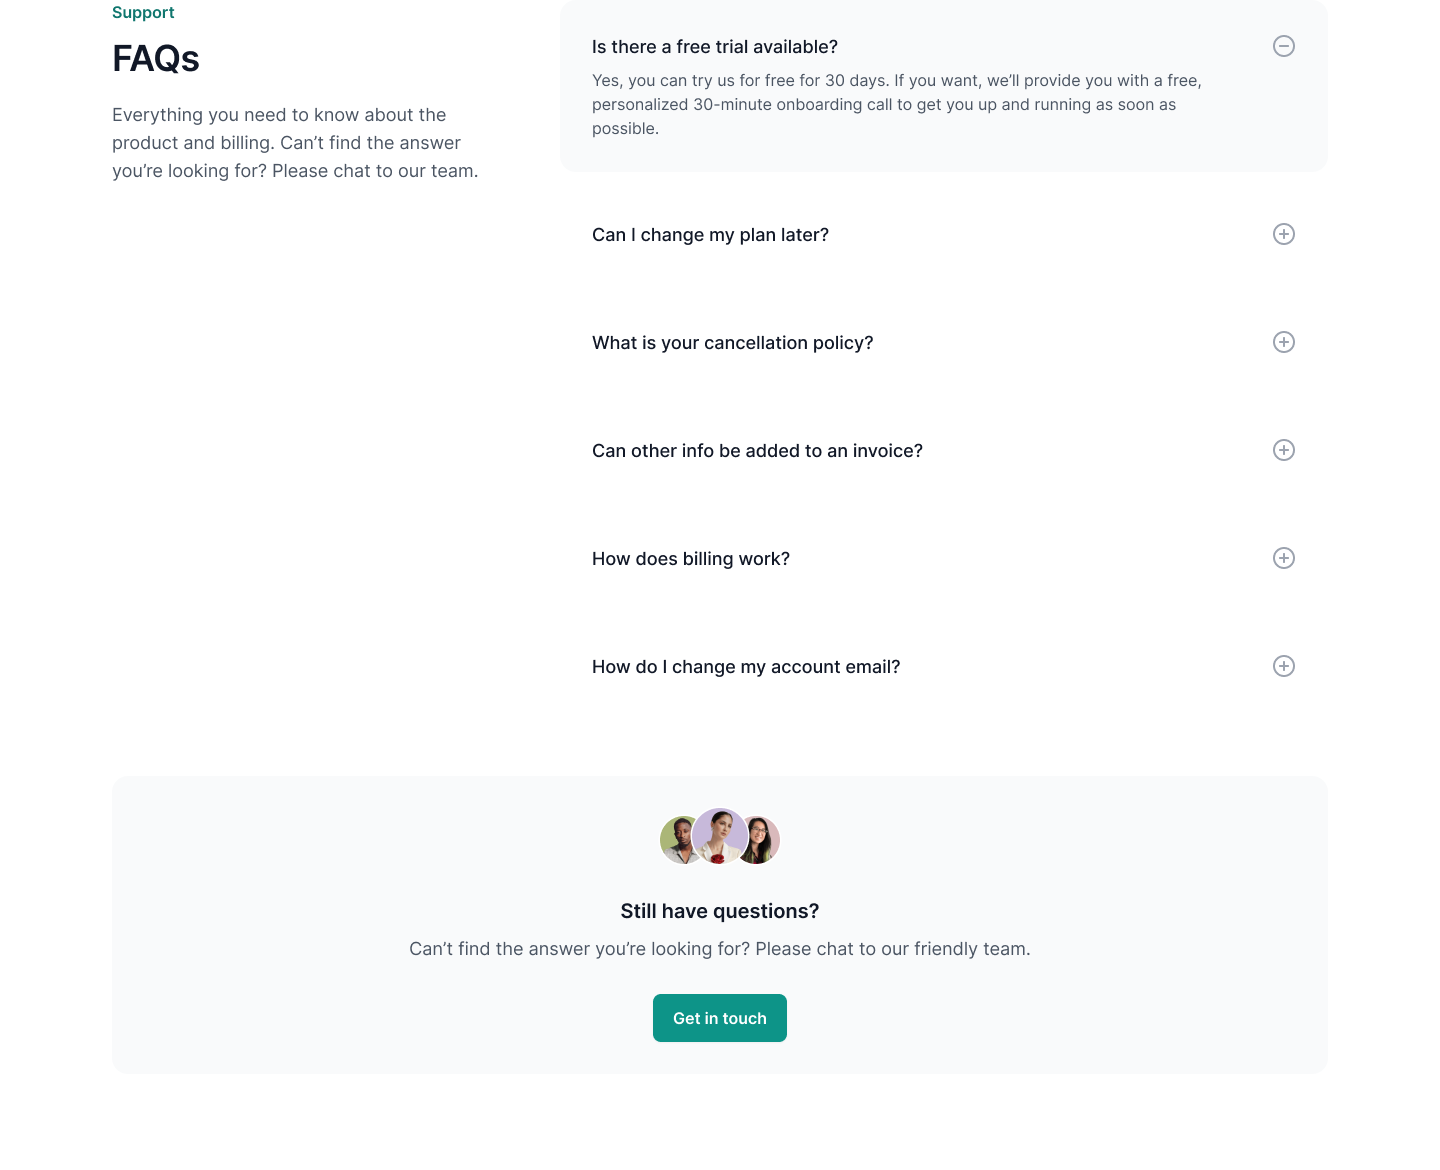 Support
FAQs
Everything you need to know about the
product and billing. Can’t find the answer
you’re looking for? Please chat to our team.
Is there a free trial available?
Yes, you can try us for free for 30 days. If you want, we’ll provide you with a free,
personalized 30-minute onboarding call to get you up and running as soon as
possible.
Can I change my plan later?
What is your cancellation policy?
Can other info be added to an invoice?
How does billing work?
How do I change my account email?
Still have questions?
Can’t find the answer you’re looking for? Please chat to our friendly team.
Get in touch